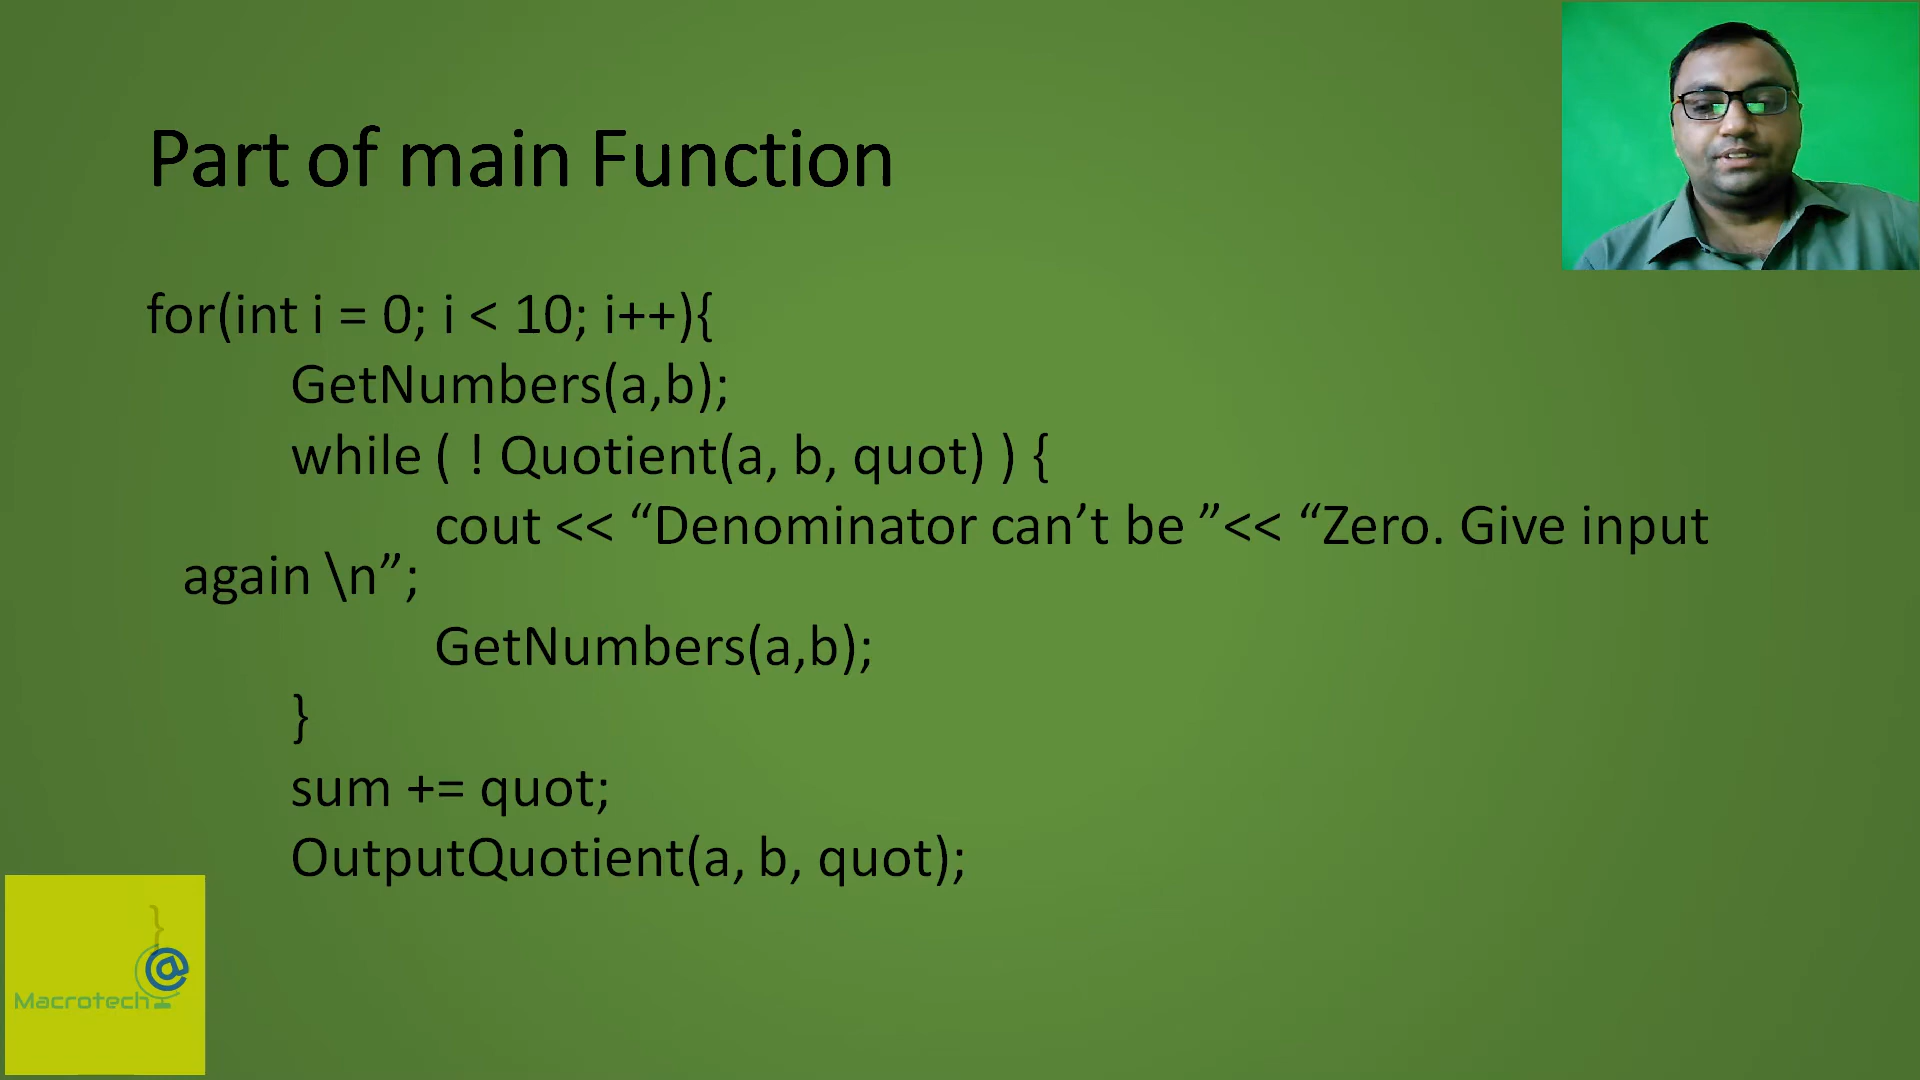 Part of main Function
for(int i = 0; i < 10; i++){
GetNumbers(a,b);
while ( ! Quotient(a, b, quot) ) {
cout << “Denominator can’t be ”<< “Zero. Give input
again \n”;
GetNumbers(a,b);
}
sum += quot;
OutputQuotient(a, b, quot);
}
@
Macrotech